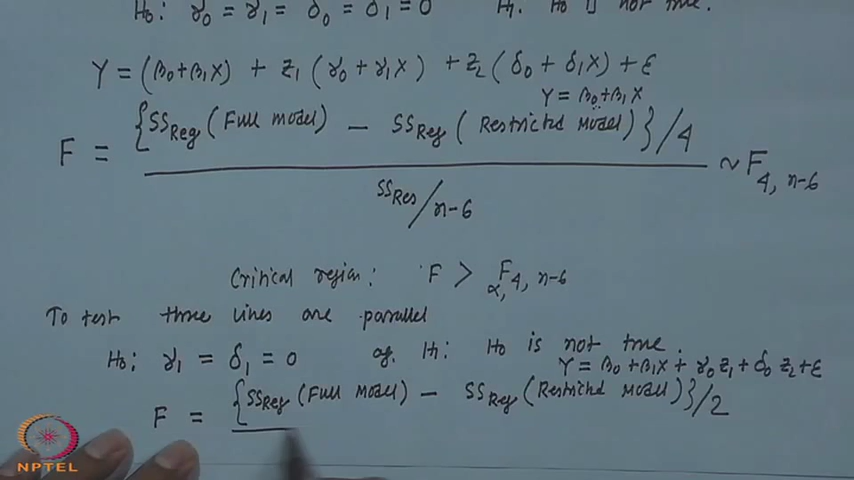 H₀: γ₀ = γ₁ = δ₀ = δ₁ = 0 H₁: H₀ is not true.
Y = (β₀+β₁X) + Z₁(γ₀+γ₁X) + Z₂(δ₀+δ₁X) + ε
Y = β₀+β₁X
F = {SS_Reg(Full model) − SS_Reg(Restricted model)}/4
~ F₄, n-6
SS_Res/n-6
Critical region: F > F α, 4, n-6
To test three lines are parallel
H₀: γ₁ = δ₁ = 0 ag. H₁: H₀ is not true.
Y = β₀+β₁X + γ₀Z₁ + δ₀Z₂ + ε
F = {SS_Reg(Full model) − SS_Reg(Restricted model)}/2
NPTEL